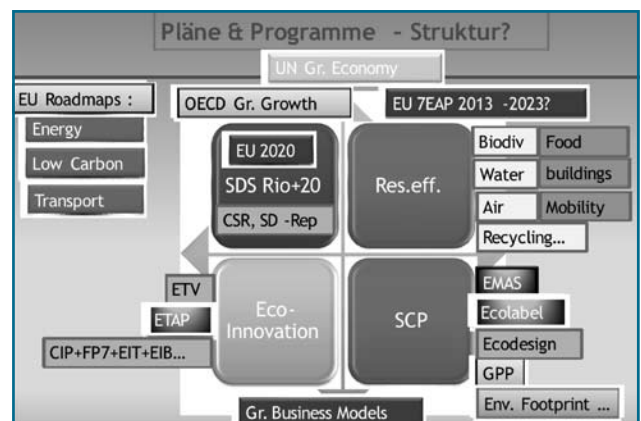 Pläne & Programme - Struktur?
UN Gr. Economy
EU Roadmaps :
OECD Gr. Growth
EU 7EAP 2013 -2023?
Energy
Low Carbon
Transport
EU 2020
SDS Rio+20
CSR, SD -Rep
Res.eff.
Biodiv
Food
Water
buildings
Air
Mobility
Recycling...
ETV
ETAP
CIP+FP7+EIT+EIB...
Eco-
Innovation
SCP
EMAS
Ecolabel
Ecodesign
GPP
Env. Footprint ...
Gr. Business Models